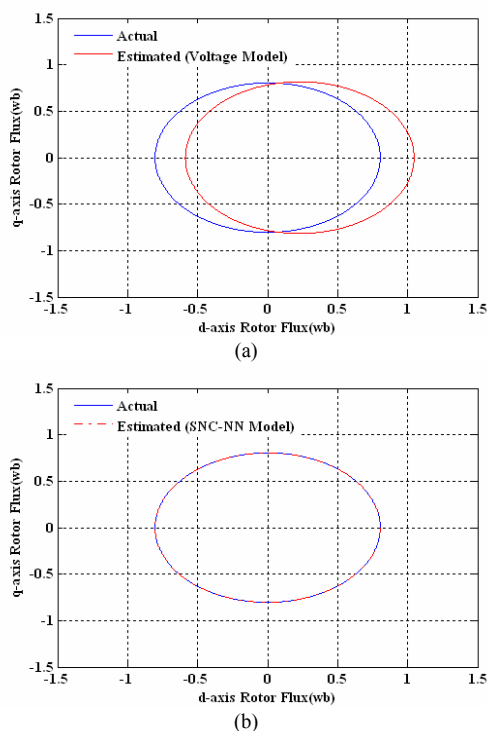 1.5
Actual
Estimated (Voltage Model)
1
0.5
0
-0.5
-1
-1.5
q-axis Rotor Flux(wb)
-1.5 -1 -0.5 0 0.5 1 1.5
d-axis Rotor Flux(wb)
(a)
1.5
Actual
Estimated (SNC-NN Model)
1
0.5
0
-0.5
-1
-1.5
q-axis Rotor Flux(wb)
-1.5 -1 -0.5 0 0.5 1 1.5
d-axis Rotor Flux(wb)
(b)